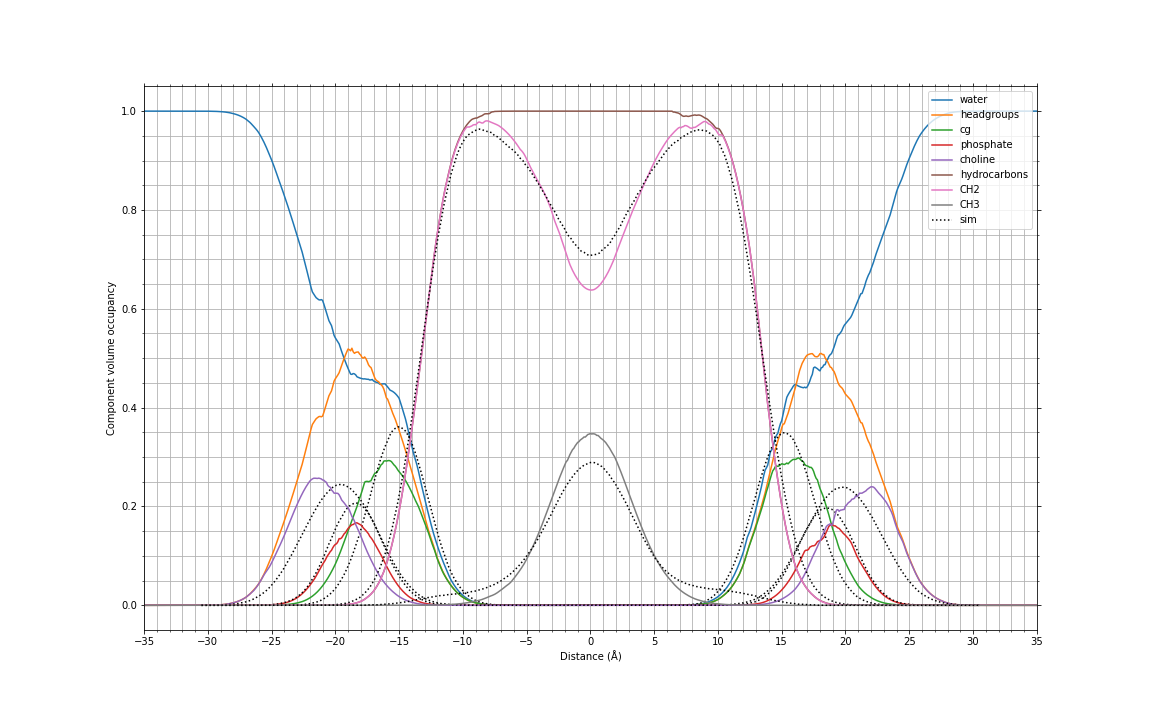 1.0
0.8
0.6
0.4
0.2
0.0
Component volume occupancy
−35 −30 −25 −20 −15 −10 −5 0 5 10 15 20 25 30 35
Distance (Å)
water
headgroups
cg
phosphate
choline
hydrocarbons
CH2
CH3
sim